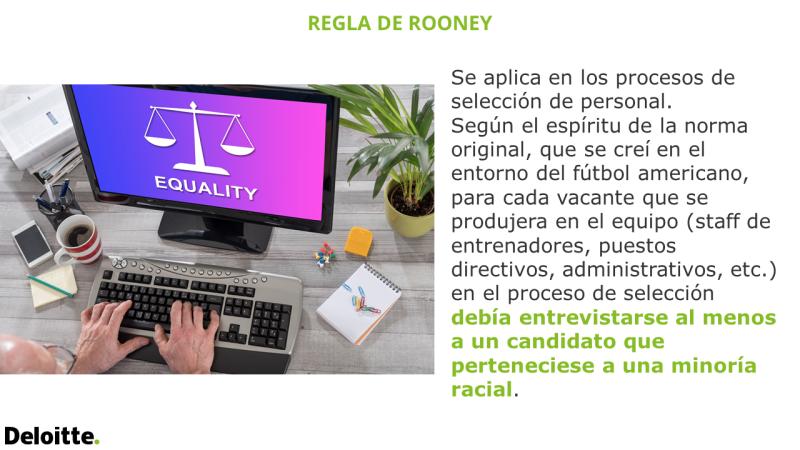 REGLA DE ROONEY
EQUALITY
Se aplica en los procesos de
selección de personal.
Según el espíritu de la norma
original, que se creí en el
entorno del fútbol americano,
para cada vacante que se
produjera en el equipo (staff de
entrenadores, puestos
directivos, administrativos, etc.)
en el proceso de selección
debía entrevistarse al menos
a un candidato que
perteneciese a una minoría
racial.
Deloitte.